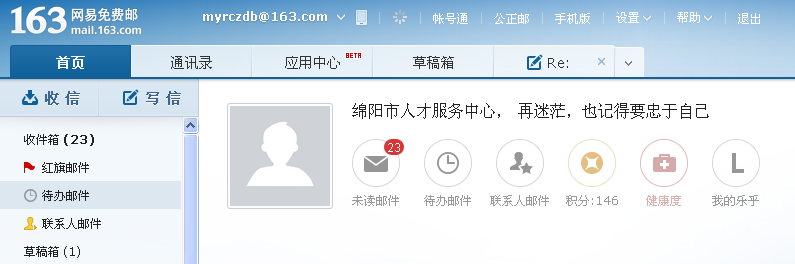 163 网易免费邮
mail.163.com
myrczdb@163.com 帐号通 公正邮 手机版 设置 帮助 退出
首页 通讯录 应用中心 BETA 草稿箱 Re:
收信 写信
收件箱 (23)
红旗邮件
待办邮件
联系人邮件
草稿箱 (1)
绵阳市人才服务中心， 再迷茫，也记得要忠于自己
23
未读邮件 待办邮件 联系人邮件 积分:146 健康度 我的乐乎